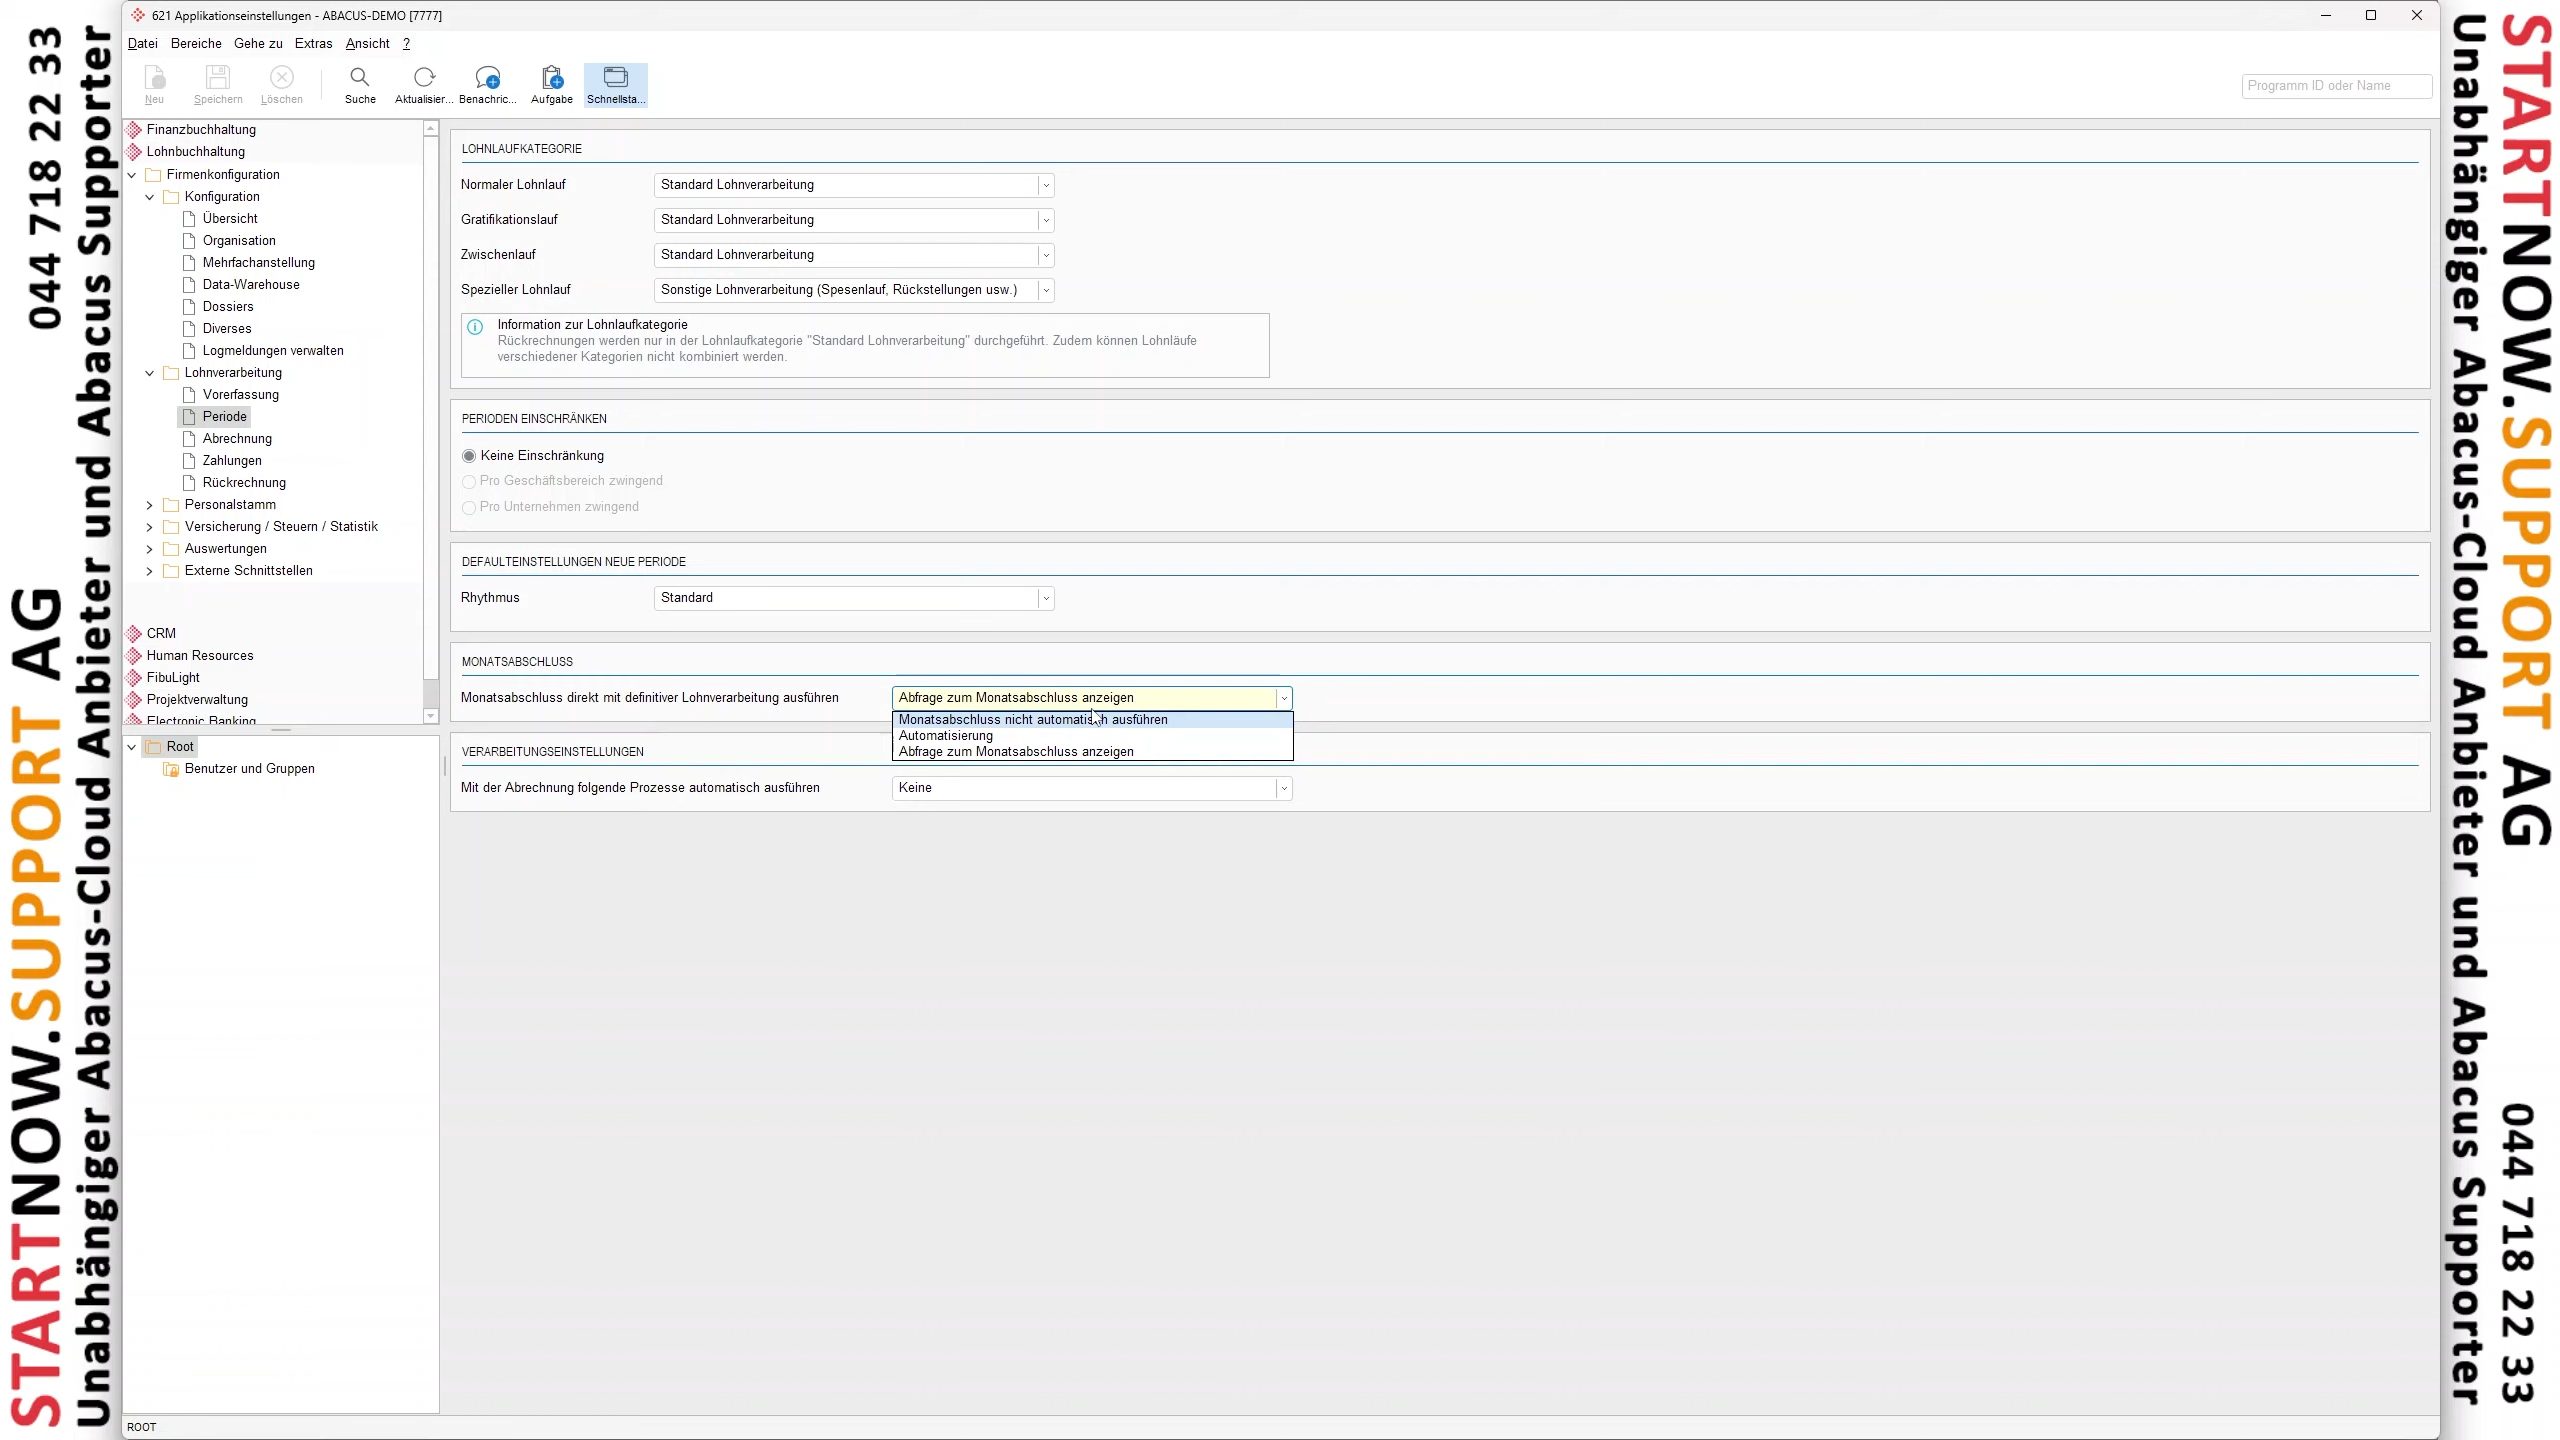 621 Applikationseinstellungen - ABACUS-DEMO [7777]
Datei Bereiche Gehe zu Extras Ansicht ?
Neu Speichern Löschen Suche Aktualisier... Benachric... Aufgabe Schnellsta...
Programm ID oder Name
Finanzbuchhaltung
Lohnbuchhaltung
Firmenkonfiguration
Konfiguration
Übersicht
Organisation
Mehrfachanstellung
Data-Warehouse
Dossiers
Diverses
Logmeldungen verwalten
Lohnverarbeitung
Vorerfassung
Periode
Abrechnung
Zahlungen
Rückrechnung
Personalstamm
Versicherung / Steuern / Statistik
Auswertungen
Externe Schnittstellen
CRM
Human Resources
FibuLight
Projektverwaltung
Electronic Banking
Root
Benutzer und Gruppen
LOHNLAUFKATEGORIE
Normaler Lohnlauf Standard Lohnverarbeitung
Gratifikationslauf Standard Lohnverarbeitung
Zwischenlauf Standard Lohnverarbeitung
Spezieller Lohnlauf Sonstige Lohnverarbeitung (Spesenlauf, Rückstellungen usw.)
Information zur Lohnlaufkategorie
Rückrechnungen werden nur in der Lohnlaufkategorie "Standard Lohnverarbeitung" durchgeführt. Zudem können Lohnläufe
verschiedener Kategorien nicht kombiniert werden.
PERIODEN EINSCHRÄNKEN
Keine Einschränkung
Pro Geschäftsbereich zwingend
Pro Unternehmen zwingend
DEFAULTEINSTELLUNGEN NEUE PERIODE
Rhythmus Standard
MONATSABSCHLUSS
Monatsabschluss direkt mit definitiver Lohnverarbeitung ausführen Abfrage zum Monatsabschluss anzeigen
Monatsabschluss nicht automatisch ausführen
Automatisierung
Abfrage zum Monatsabschluss anzeigen
VERARBEITUNGSEINSTELLUNGEN
Mit der Abrechnung folgende Prozesse automatisch ausführen Keine
ROOT
STARTNOW.SUPPORT AG 044 718 22 33
Unabhängiger Abacus-Cloud Anbieter und Abacus Supporter
STARTNOW.SUPPORT AG 044 718 22 33
Unabhängiger Abacus-Cloud Anbieter und Abacus Supporter